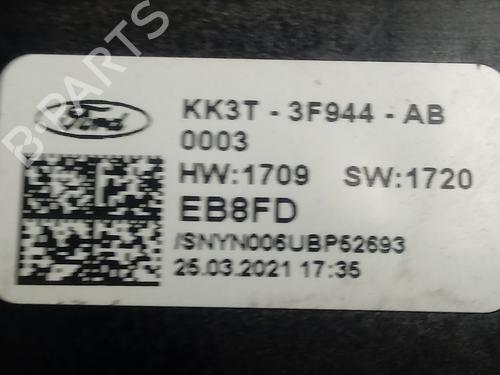 B-PARTS
Ford
KK3T - 3F944 - AB
0003
HW:1709 SW:1720
EB8FD
/SNYN006UBP52693
25.03.2021 17:35